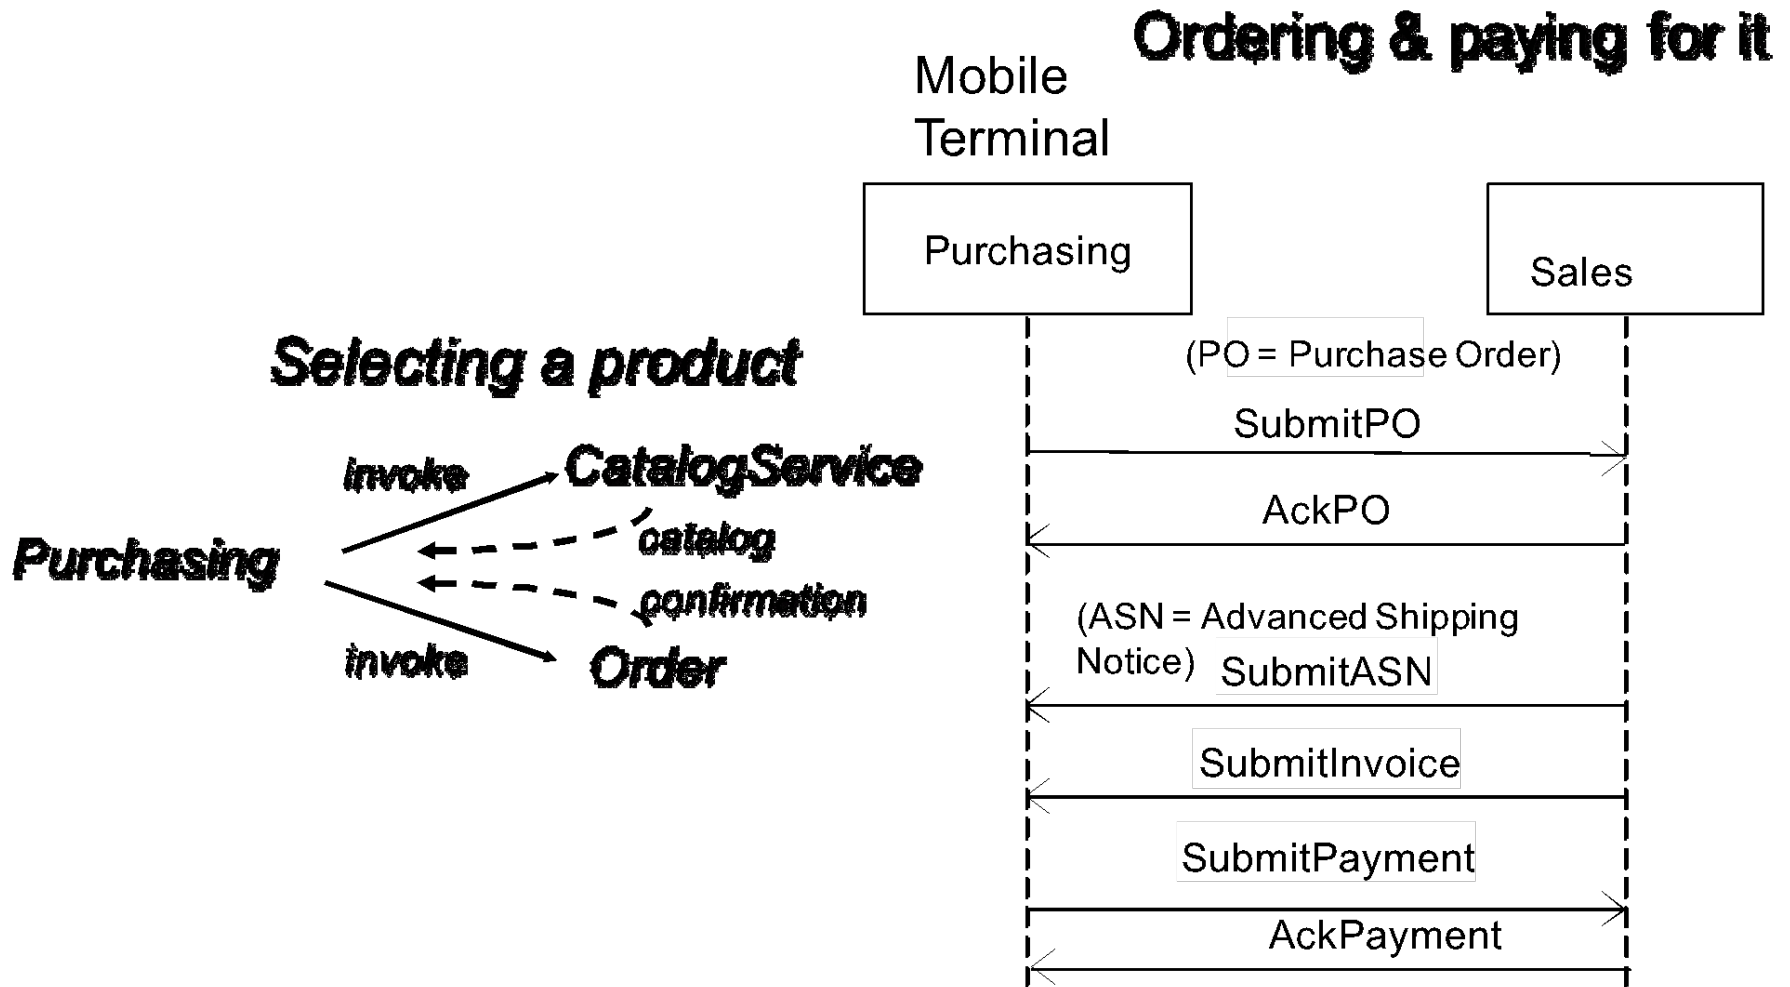 Ordering & paying for it
Mobile
Terminal
Purchasing
Sales
(PO = Purchase Order)
SubmitPO
AckPO
(ASN = Advanced Shipping
Notice)
SubmitASN
SubmitInvoice
SubmitPayment
AckPayment
Selecting a product
invoke
CatalogService
catalog
Purchasing
confirmation
invoke
Order